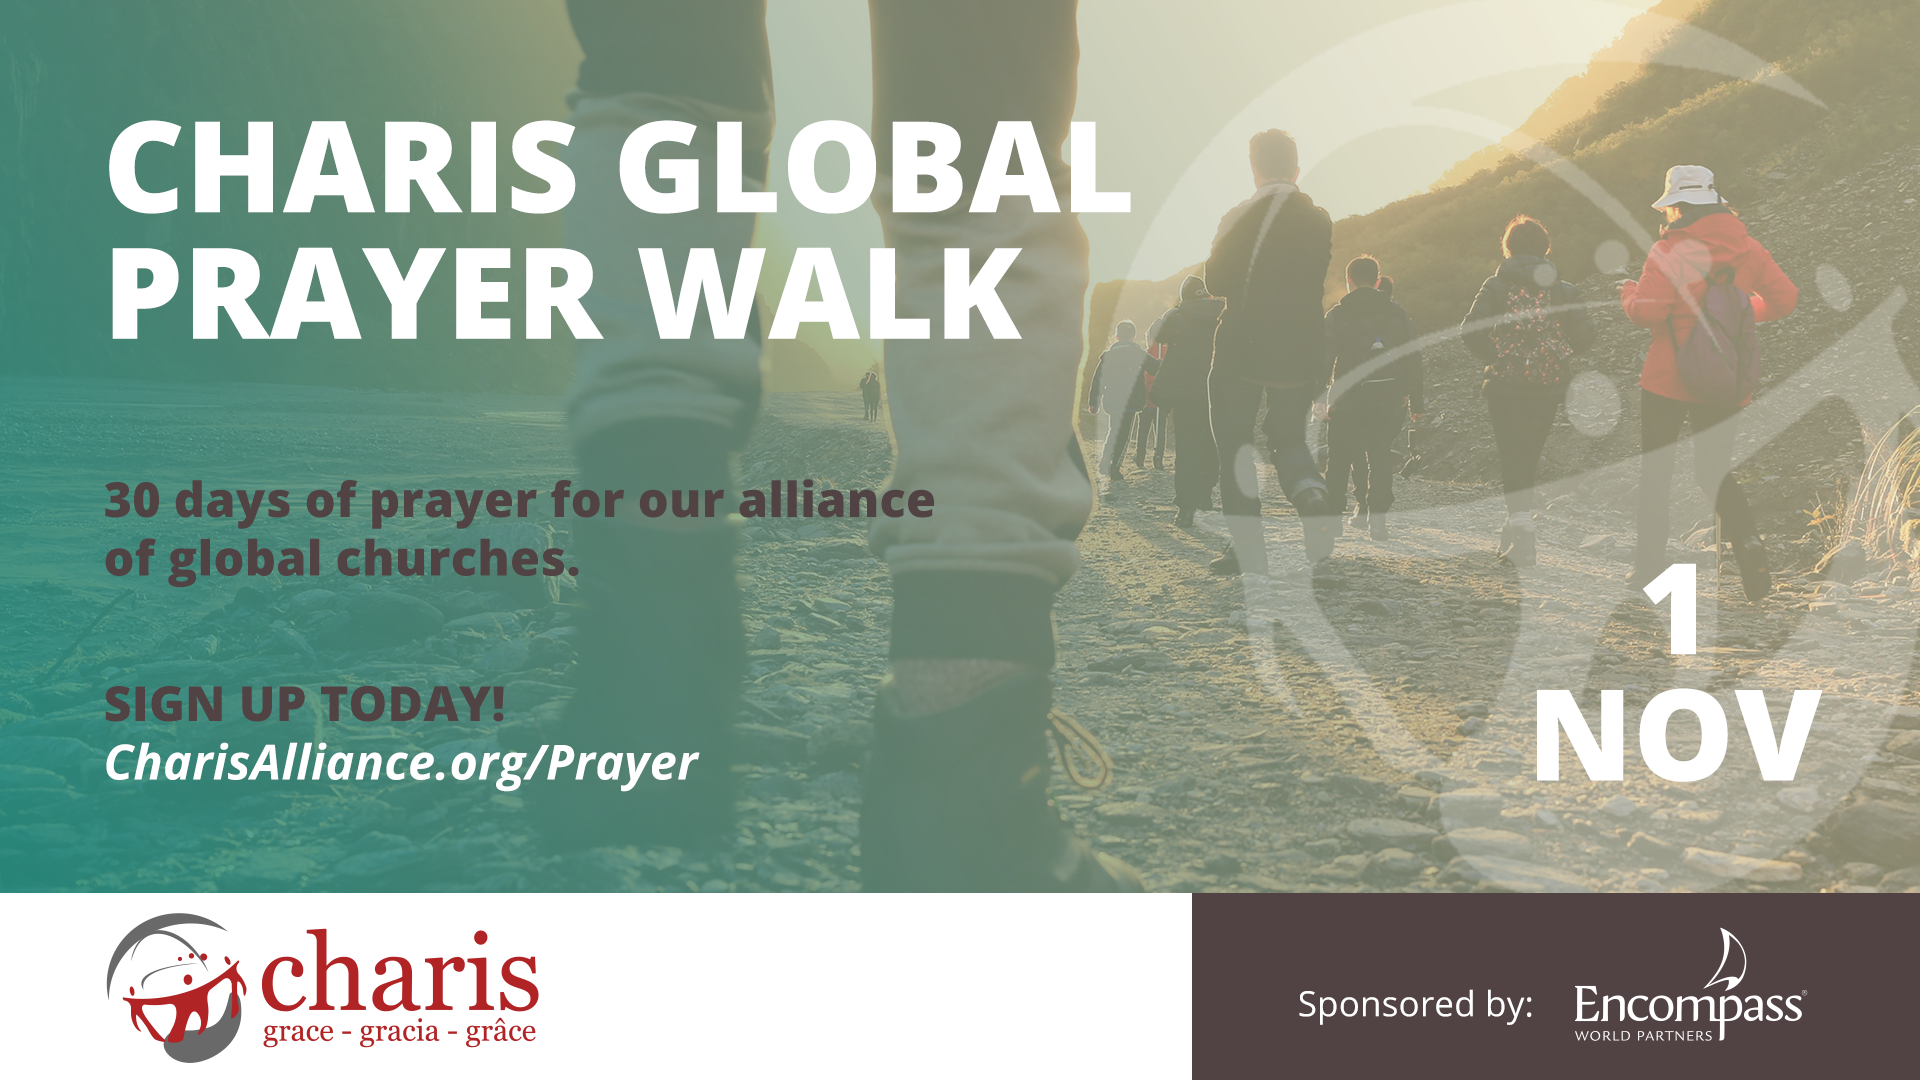 CHARIS GLOBAL
PRAYER WALK
30 days of prayer for our alliance
of global churches.
SIGN UP TODAY!
CharisAlliance.org/Prayer
1
NOV
charis
grace - gracia - grâce
Sponsored by:
Encompass®
WORLD PARTNERS